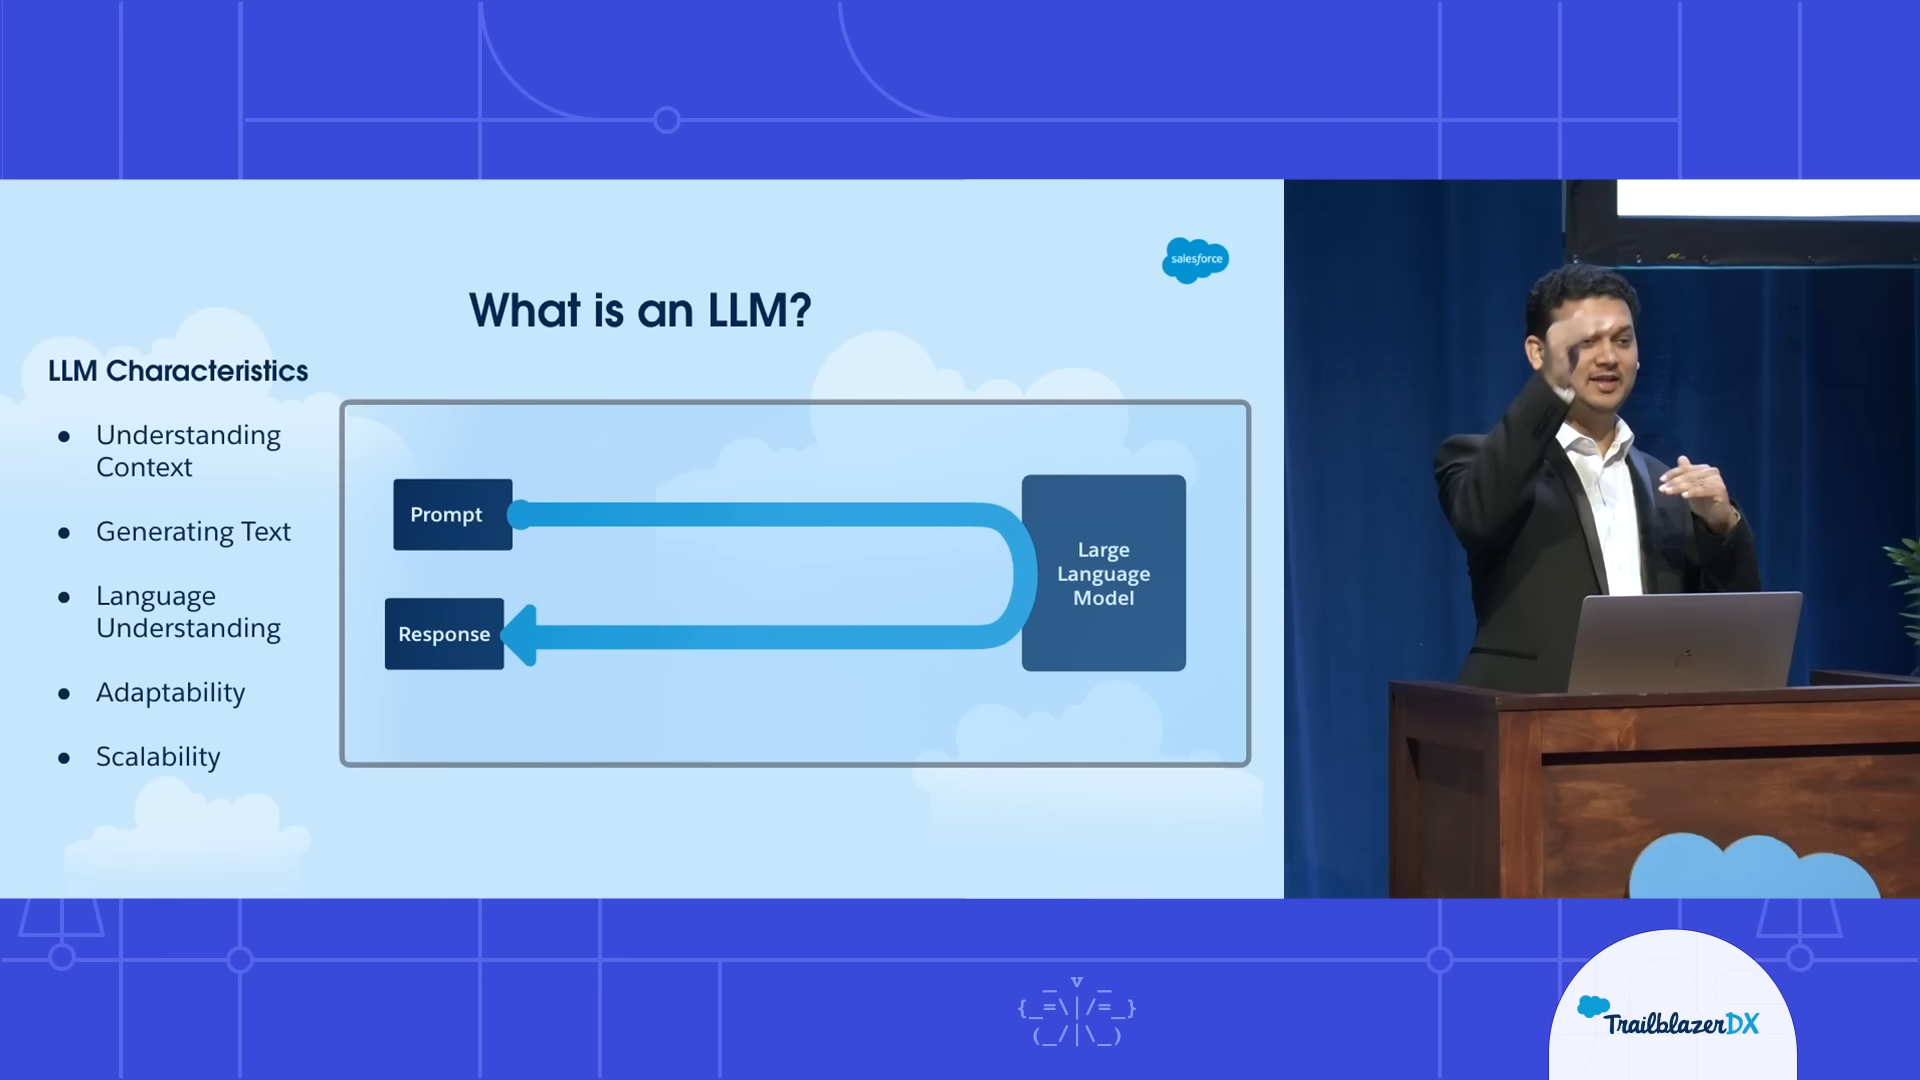 salesforce
What is an LLM?
LLM Characteristics
● Understanding
Context
● Generating Text
● Language
Understanding
● Adaptability
● Scalability
Prompt
Response
Large
Language
Model
_ v _
{_=\|/=_}
(_/|\_)
TrailblazerDX